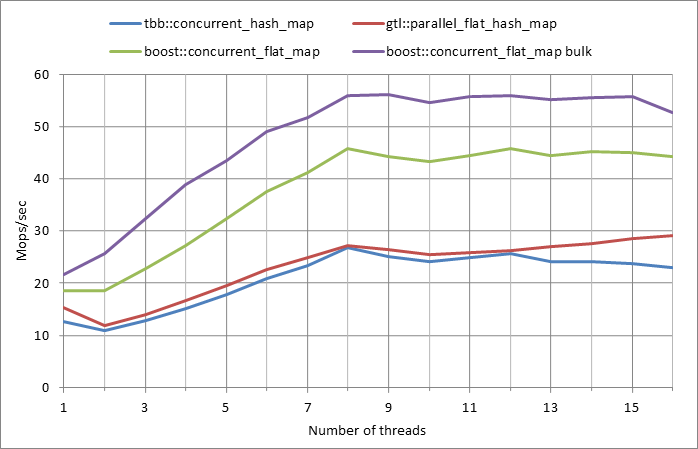 tbb::concurrent_hash_map gtl::parallel_flat_hash_map
boost::concurrent_flat_map boost::concurrent_flat_map bulk
60
50
40
30
20
10
0
Mops/sec
1 3 5 7 9 11 13 15
Number of threads